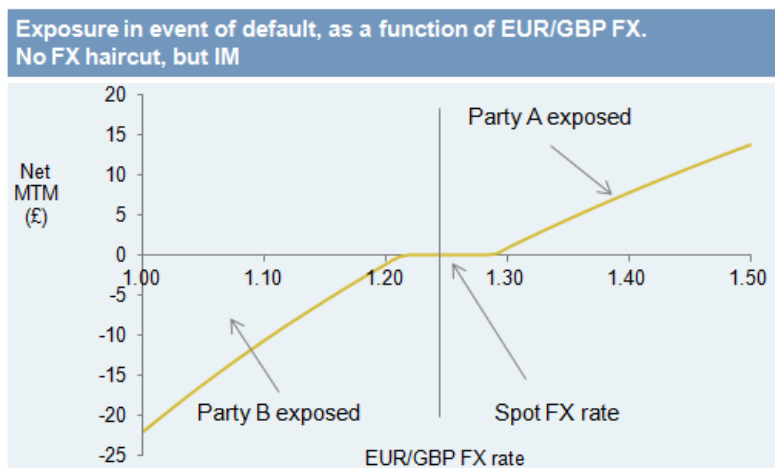 Exposure in event of default, as a function of EUR/GBP FX.
No FX haircut, but IM
20
Party A exposed
15
Net
MTM
(£)
10
5
0
1.00
1.10
1.20
1.30
1.40
1.50
-5
-10
-15
-20
-25
Party B exposed
Spot FX rate
EUR/GBP FX rate